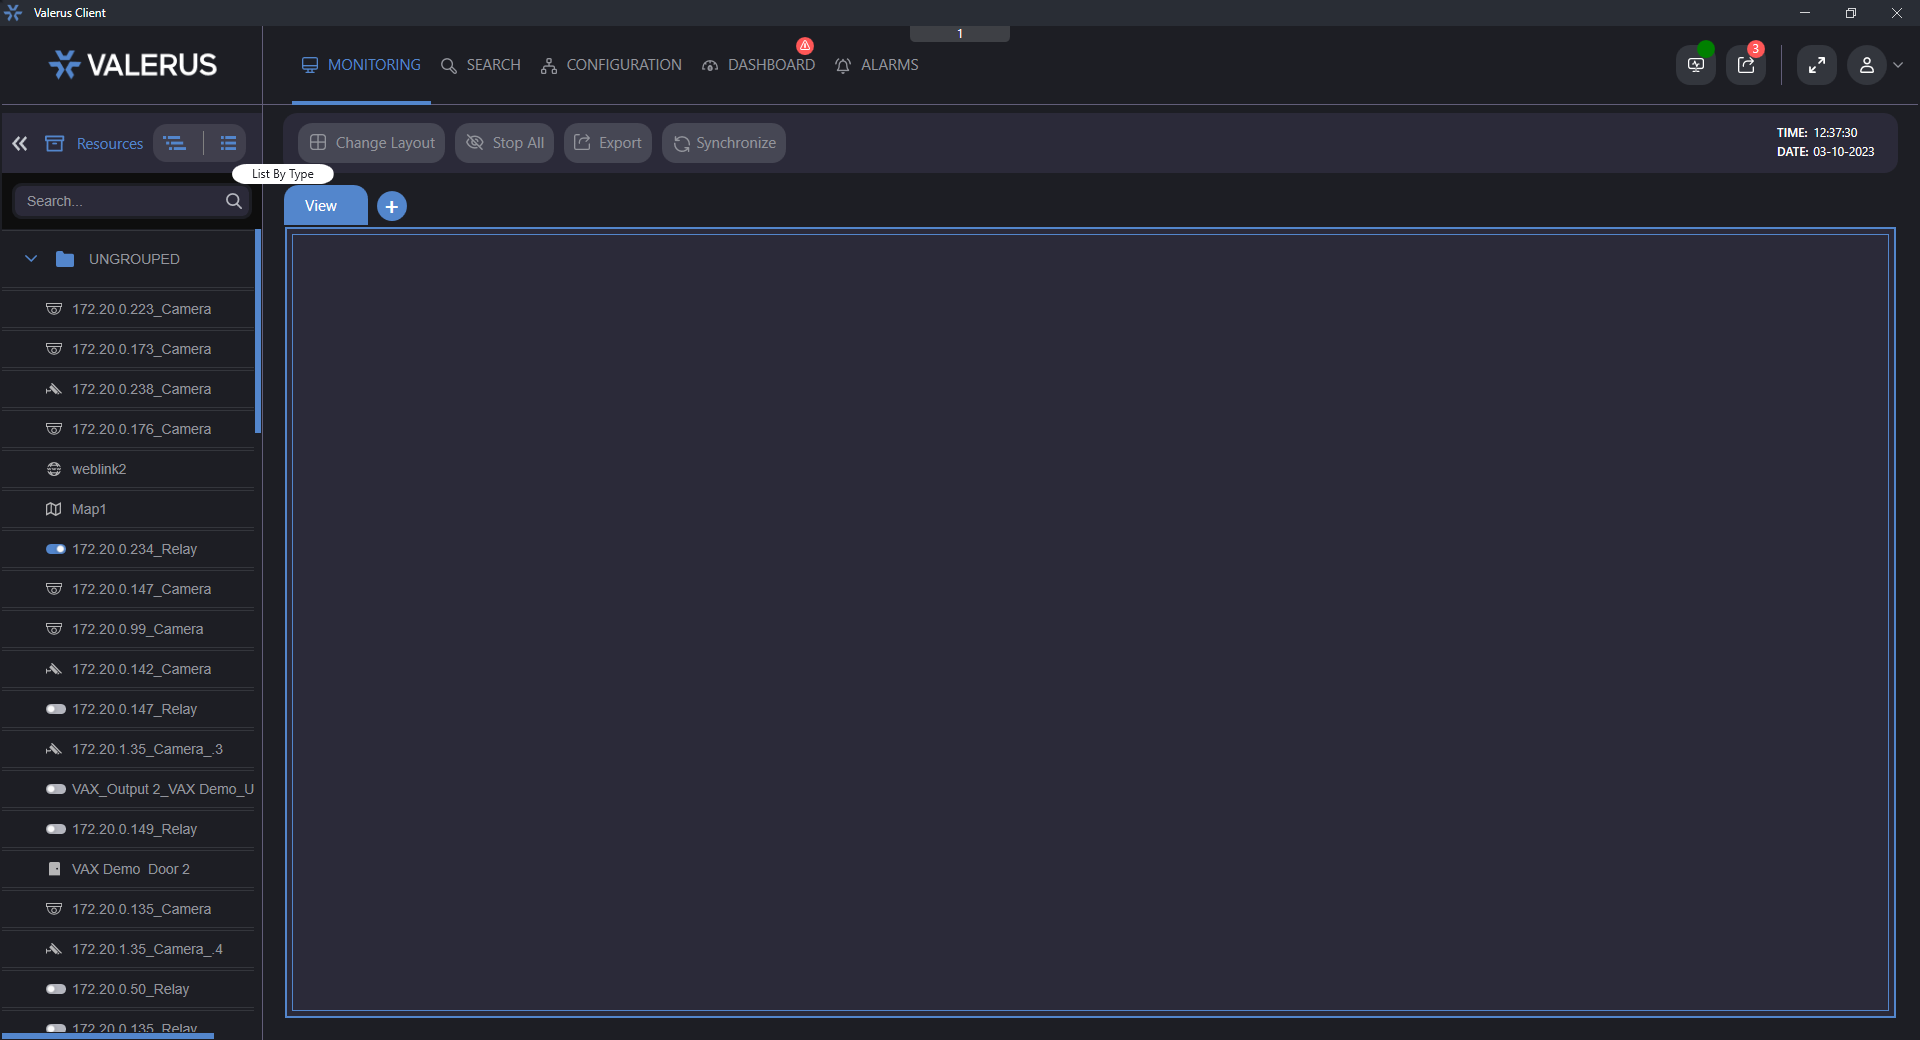 Valerus Client
1
VALERUS
MONITORING
SEARCH
CONFIGURATION
DASHBOARD
ALARMS
3
Resources
Change Layout
Stop All
Export
Synchronize
TIME: 12:37:30
DATE: 03-10-2023
List By Type
Search...
View
UNGROUPED
172.20.0.223_Camera
172.20.0.173_Camera
172.20.0.238_Camera
172.20.0.176_Camera
weblink2
Map1
172.20.0.234_Relay
172.20.0.147_Camera
172.20.0.99_Camera
172.20.0.142_Camera
172.20.0.147_Relay
172.20.1.35_Camera_.3
VAX_Output 2_VAX Demo_U
172.20.0.149_Relay
VAX Demo  Door 2
172.20.0.135_Camera
172.20.1.35_Camera_.4
172.20.0.50_Relay
172.20.0.135_Relay